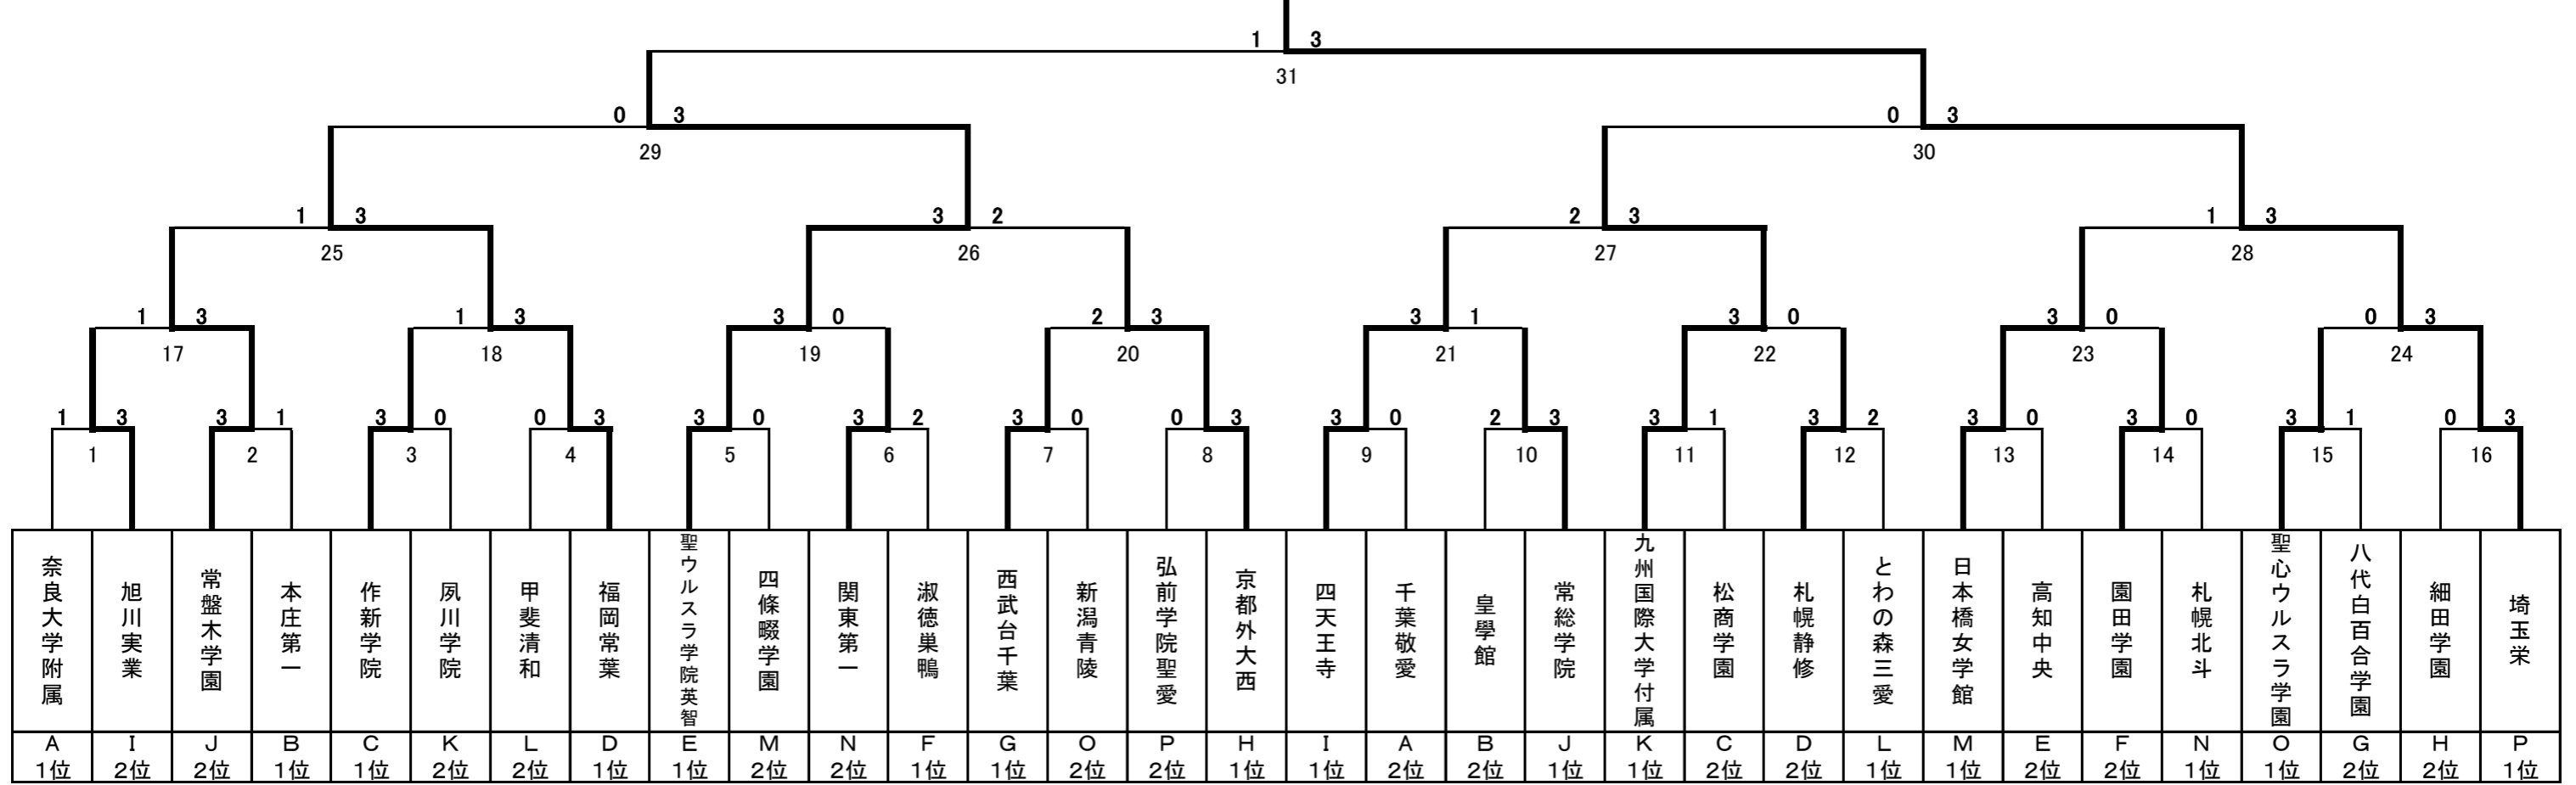 1 3
31
0 3 0 3
29 30
1 3 3 2 2 3 1 3
25 26 27 28
1 3 1 3 3 0 2 3 3 1 3 0 3 0 0 3
17 18 19 20 21 22 23 24
1 3 3 1 3 0 0 3 3 0 3 2 3 0 0 3 3 0 2 3 3 1 3 2 3 0 3 0 3 1 0 3
1 2 3 4 5 6 7 8 9 10 11 12 13 14 15 16
奈良大学附属
旭川実業
常盤木学園
本庄第一
作新学院
夙川学院
甲斐清和
福岡常葉
聖ウルスラ学院英智
四條畷学園
関東第一
淑徳巣鴨
西武台千葉
新潟青陵
弘前学院聖愛
京都外大西
四天王寺
千葉敬愛
皇學館
常総学院
九州国際大学付属
松商学園
札幌静修
とわの森三愛
日本橋女学館
高知中央
園田学園
札幌北斗
聖心ウルスラ学園
八代白百合学園
細田学園
埼玉栄
A I J B C K L D E M N F G O P H I A B J K C D L M E F N O G H P
1位 2位 2位 1位 1位 2位 2位 1位 1位 2位 2位 1位 1位 2位 2位 1位 1位 2位 2位 1位 1位 2位 2位 1位 1位 2位 2位 1位 1位 2位 2位 1位